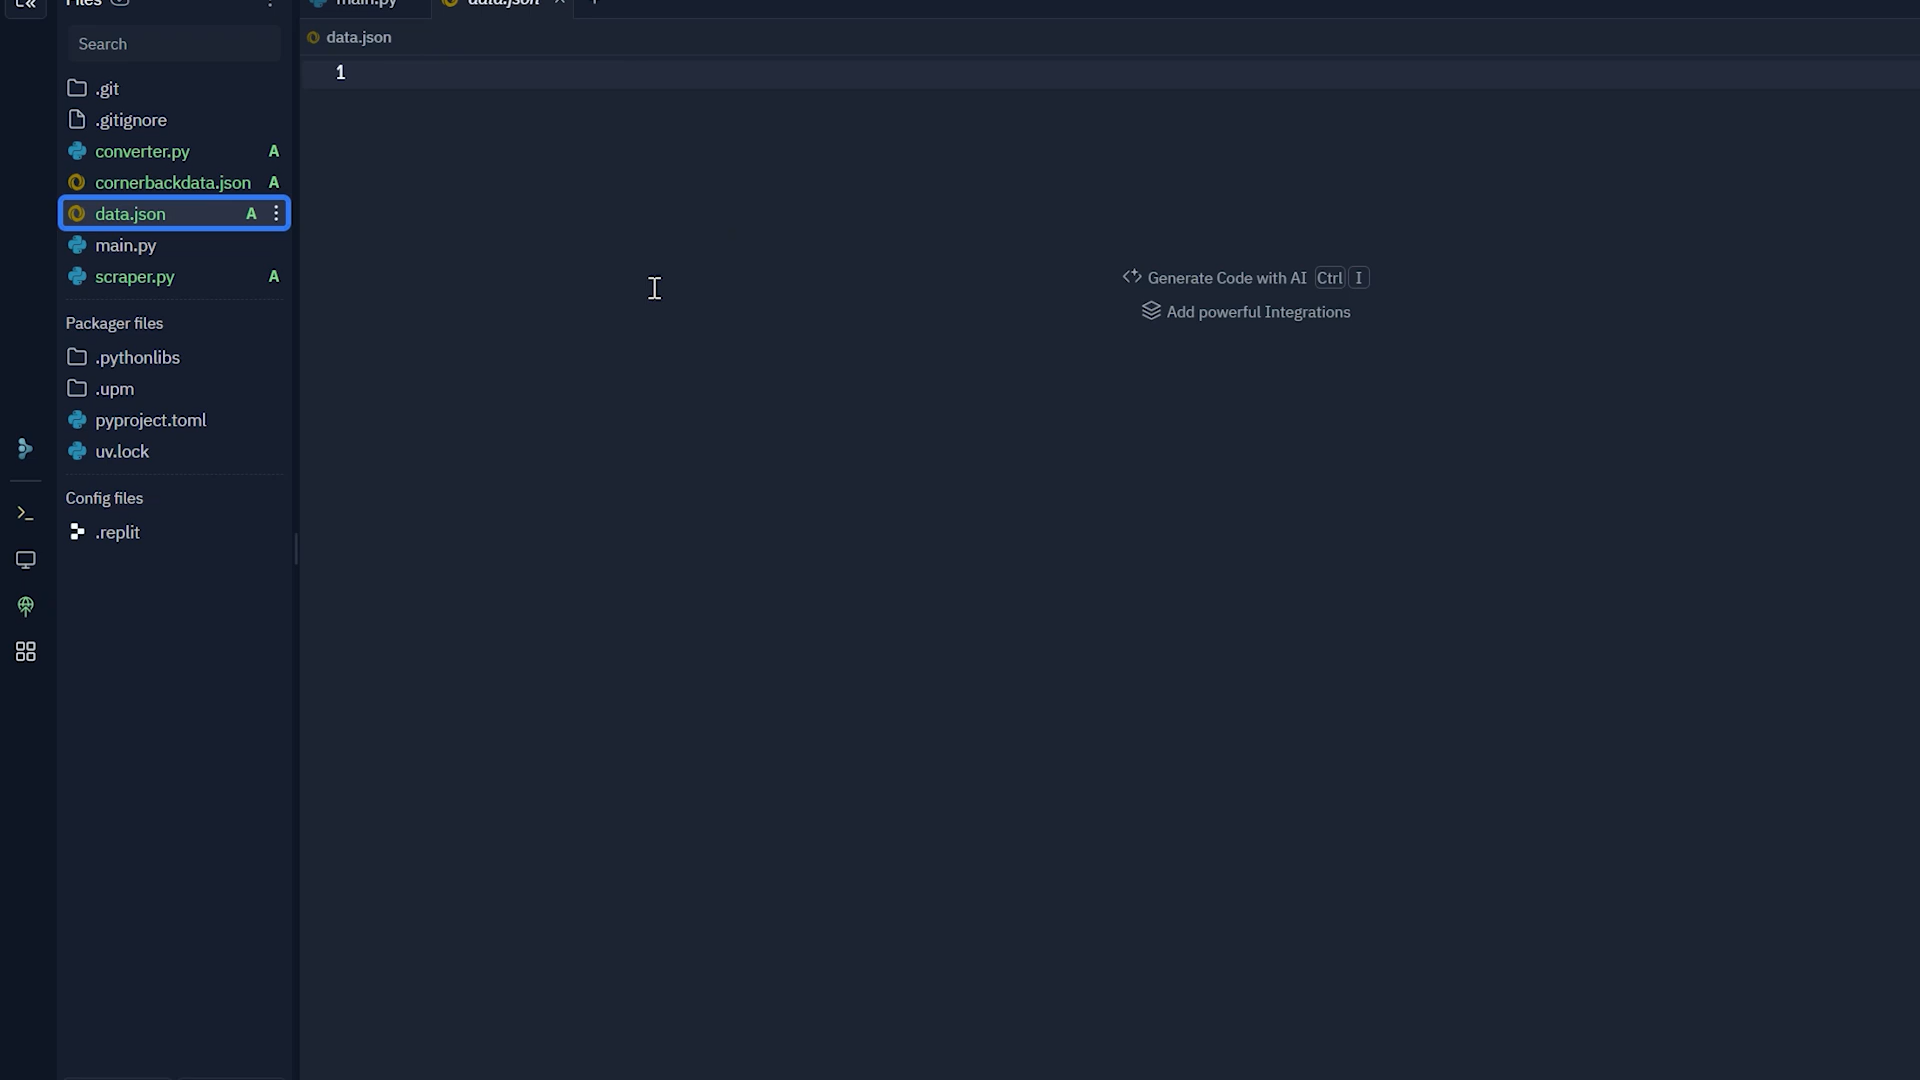 Files
main.py
data.json
Search
data.json
1
.git
.gitignore
converter.py A
cornerbackdata.json A
data.json A
main.py
scraper.py A
Generate Code with AI Ctrl I
Add powerful Integrations
Packager files
.pythonlibs
.upm
pyproject.toml
uv.lock
Config files
.replit